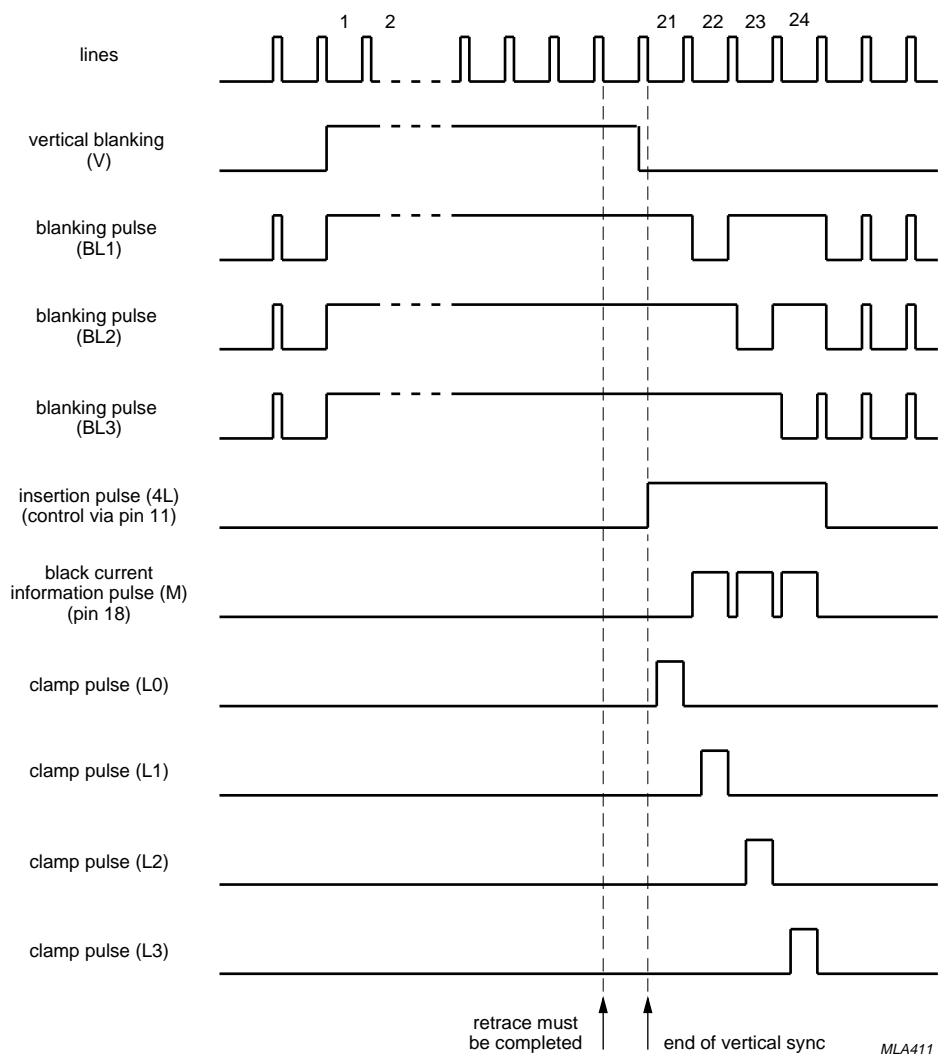 1 2 21 22 23 24
lines
vertical blanking
(V)
blanking pulse
(BL1)
blanking pulse
(BL2)
blanking pulse
(BL3)
insertion pulse (4L)
(control via pin 11)
black current
information pulse (M)
(pin 18)
clamp pulse (L0)
clamp pulse (L1)
clamp pulse (L2)
clamp pulse (L3)
retrace must
be completed
end of vertical sync
MLA411